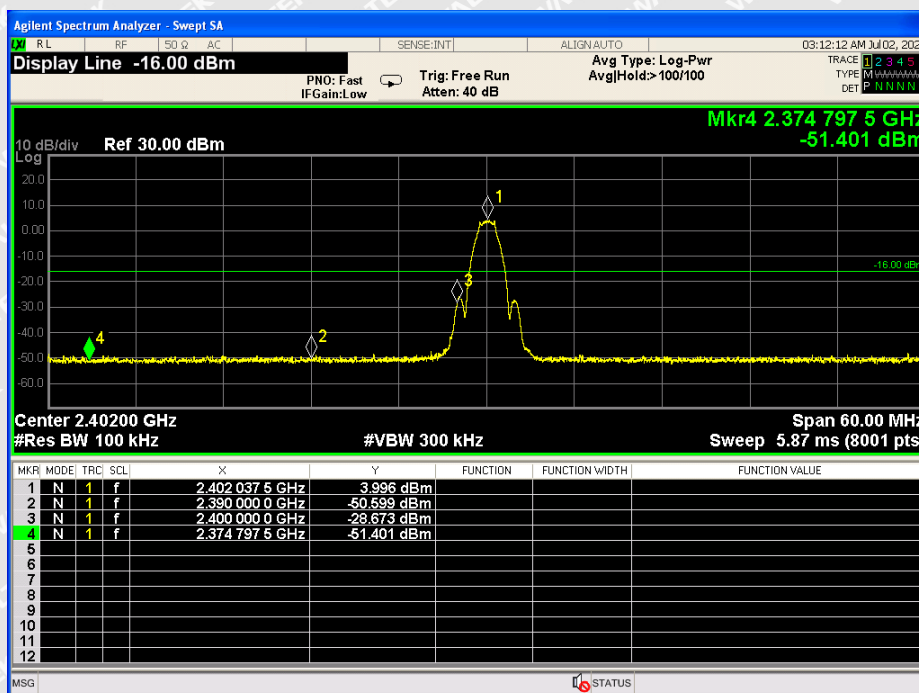 Agilent Spectrum Analyzer - Swept SA
LXI RL RF 50 Ω AC SENSE:INT ALIGN AUTO 03:12:12 AM Jul 02, 202
Display Line -16.00 dBm
PNO: Fast
IFGain:Low
Trig: Free Run
Atten: 40 dB
Avg Type: Log-Pwr
Avg|Hold:>100/100
TRACE 1 2 3 4 5
TYPE M
DET P N N N N
Mkr4 2.374 797 5 GHz
-51.401 dBm
10 dB/div Ref 30.00 dBm
Log
20.0
10.0
0.00
-10.0
-20.0
-30.0
-40.0
-50.0
-60.0
1
-16.00 dBm
3
2
4
Center 2.40200 GHz Span 60.00 MHz
#Res BW 100 kHz #VBW 300 kHz Sweep 5.87 ms (8001 pts
MKR MODE TRC SCL X Y FUNCTION FUNCTION WIDTH FUNCTION VALUE
1 N 1 f 2.402 037 5 GHz 3.996 dBm
2 N 1 f 2.390 000 0 GHz -50.599 dBm
3 N 1 f 2.400 000 0 GHz -28.673 dBm
4 N 1 f 2.374 797 5 GHz -51.401 dBm
5
6
7
8
9
10
11
12
MSG STATUS